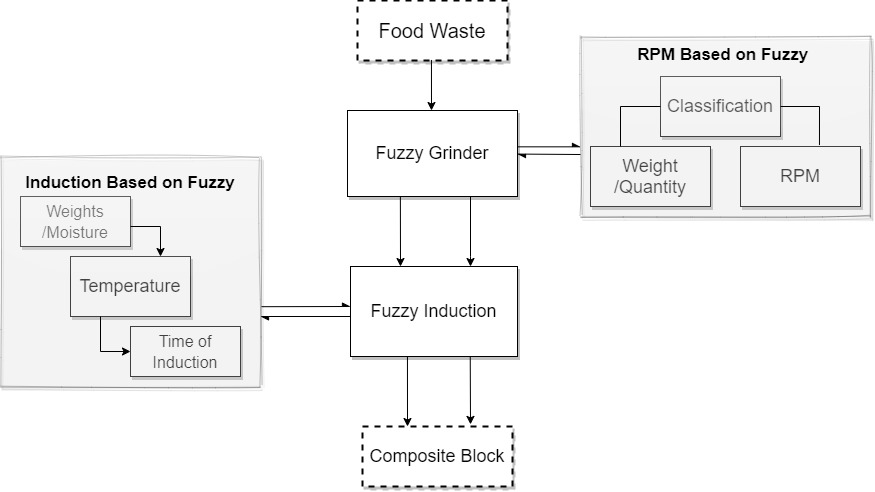 Food Waste
RPM Based on Fuzzy
Classification
Fuzzy Grinder
Weight
/Quantity
RPM
Induction Based on Fuzzy
Weights
/Moisture
Temperature
Fuzzy Induction
Time of
Induction
Composite Block